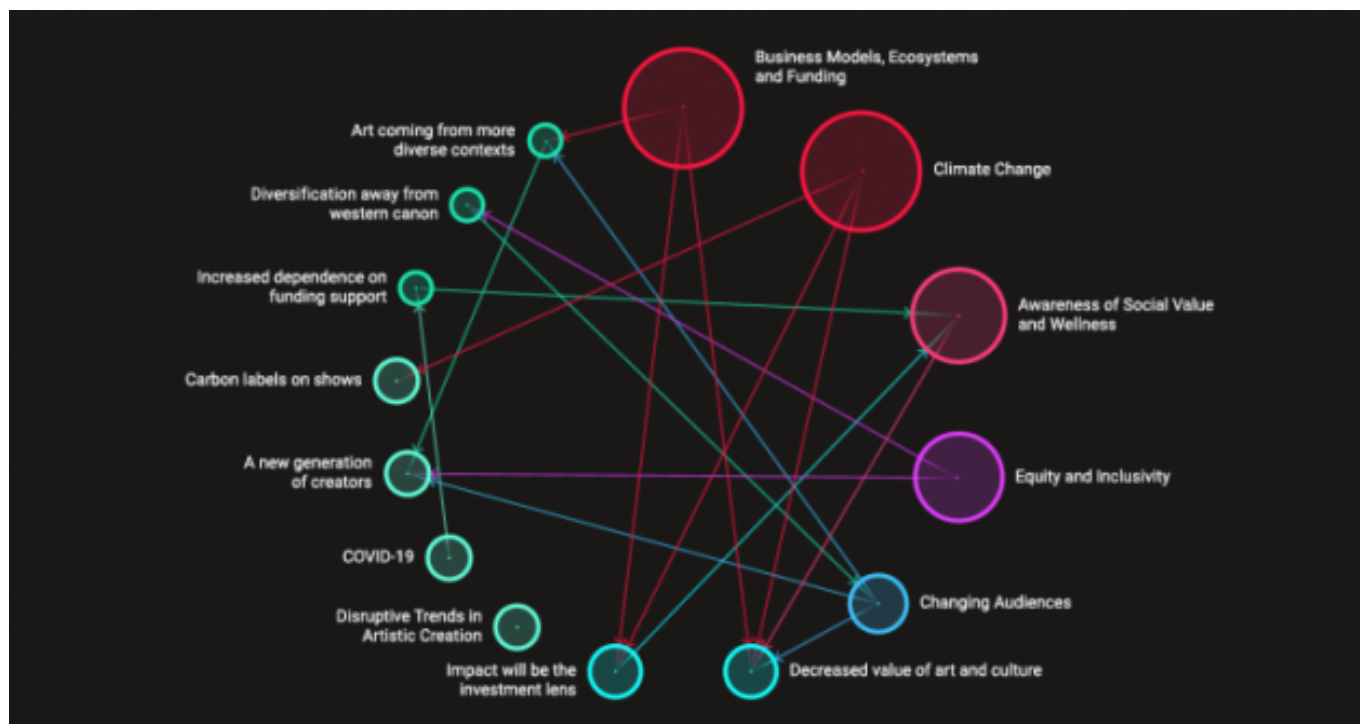 Business Models, Ecosystems
and Funding
Art coming from more
diverse contexts
Climate Change
Diversification away from
western canon
Increased dependence on
funding support
Awareness of Social Value
and Wellness
Carbon labels on shows
A new generation
of creators
Equity and Inclusivity
COVID-19
Changing Audiences
Disruptive Trends in
Artistic Creation
Impact will be the
investment lens
Decreased value of art and culture